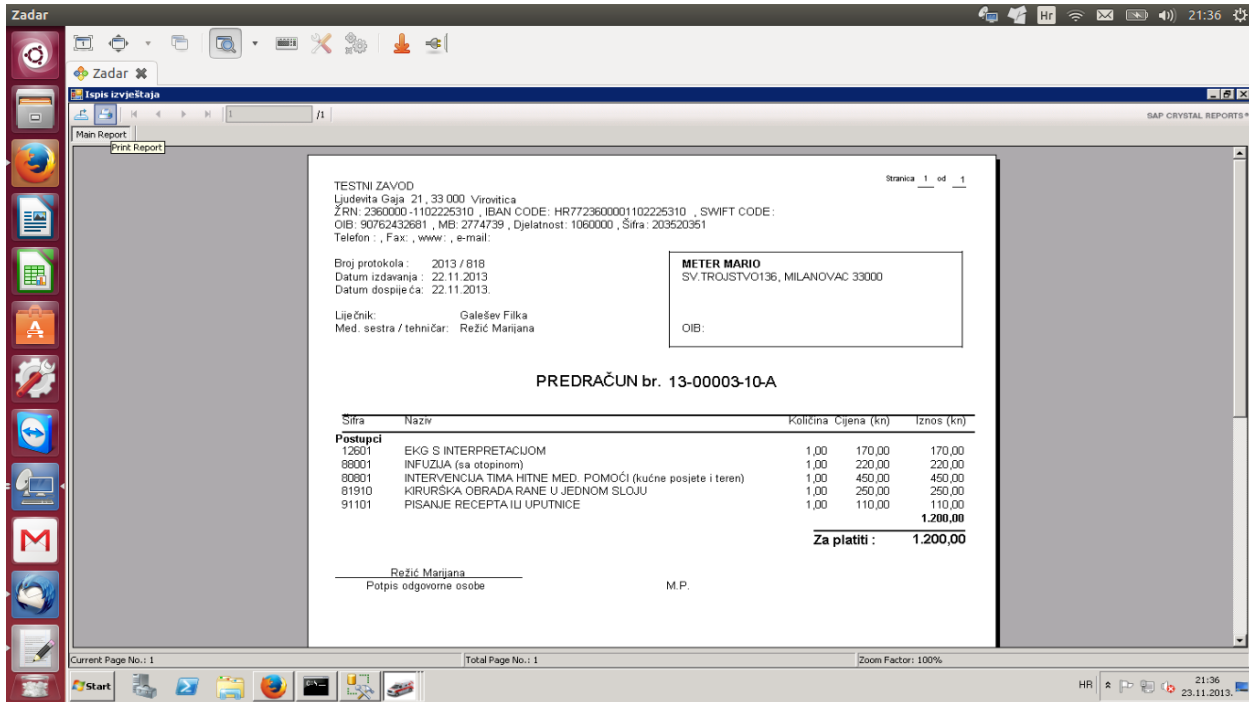 Zadar
Hr
21:36
Zadar
Ispis izvještaja
1 /1
SAP CRYSTAL REPORTS®
Main Report
Print Report
Stranica 1 od 1
TESTNI ZAVOD
Ljudevita Gaja 21 , 33 000 Virovitica
ŽRN: 2360000 -1102225310 , IBAN CODE: HR7723600001102225310 , SWIFT CODE :
OIB: 90762432681 , MB: 2774739 , Djelatnost: 1060000 , Šifra: 203520351
Telefon : , Fax: , www: , e-mail:
Broj protokola : 2013 / 818
Datum izdavanja : 22.11.2013
Datum dospijeća: 22.11.2013.
METER MARIO
SV.TROJSTVO136, MILANOVAC 33000
OIB:
Liječnik: Galešev Filka
Med. sestra / tehničar: Režić Marijana
PREDRAČUN br. 13-00003-10-A
Šifra Naziv Količina Cijena (kn) Iznos (kn)
Postupci
12601 EKG S INTERPRETACIJOM 1,00 170,00 170,00
88001 INFUZIJA (sa otopinom) 1,00 220,00 220,00
80801 INTERVENCIJA TIMA HITNE MED. POMOĆI (kućne posjete i teren) 1,00 450,00 450,00
81910 KIRURŠKA OBRADA RANE U JEDNOM SLOJU 1,00 250,00 250,00
91101 PISANJE RECEPTA ILI UPUTNICE 1,00 110,00 110,00
1.200,00
Za platiti : 1.200,00
Režić Marijana
Potpis odgovorne osobe M.P.
Current Page No.: 1 Total Page No.: 1 Zoom Factor: 100%
Start
HR
21:36
23.11.2013.